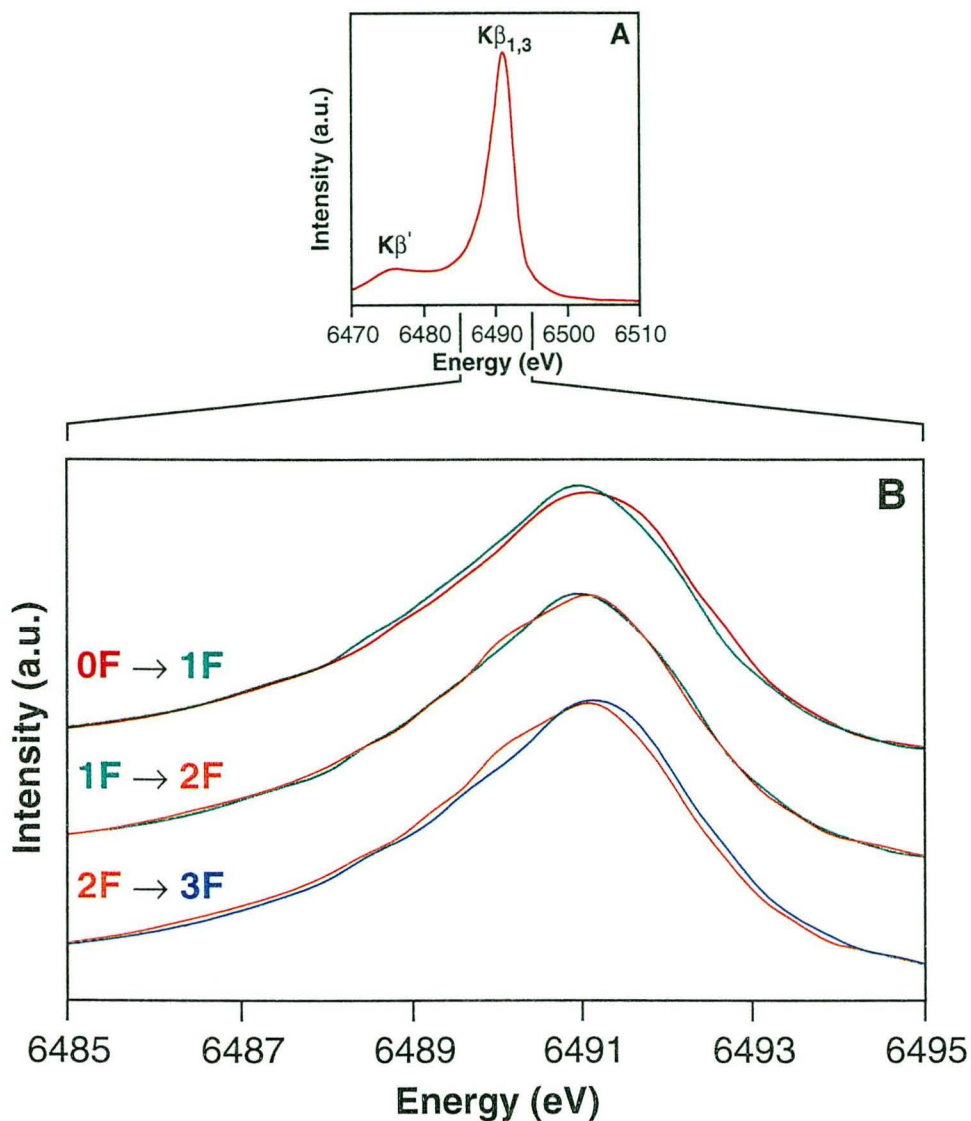 A
Kβ1,3
Kβ'
Intensity (a.u.)
6470 6480 6490 6500 6510
Energy (eV)
B
0F → 1F
1F → 2F
2F → 3F
Intensity (a.u.)
6485 6487 6489 6491 6493 6495
Energy (eV)